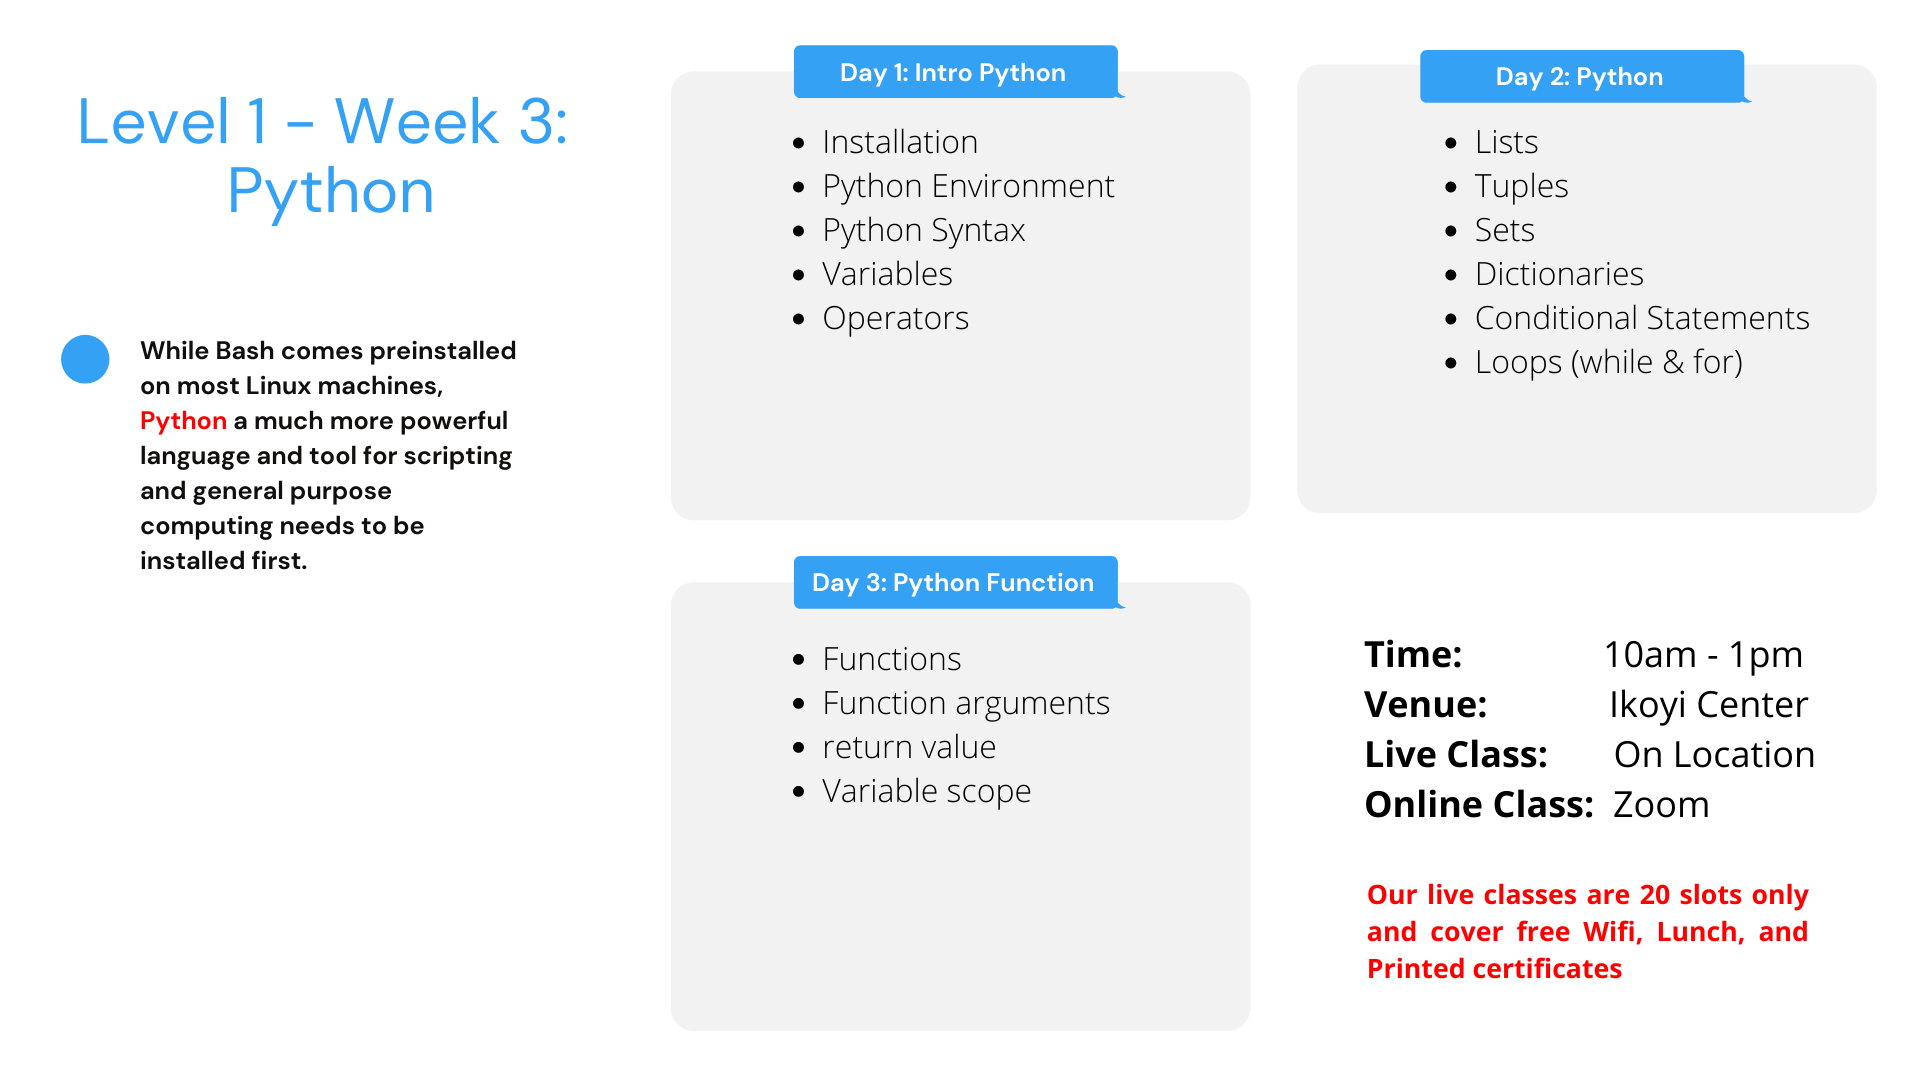 Level 1 - Week 3:
Python
While Bash comes preinstalled
on most Linux machines,
Python a much more powerful
language and tool for scripting
and general purpose
computing needs to be
installed first.
Day 1: Intro Python
Installation
Python Environment
Python Syntax
Variables
Operators
Day 2: Python
Lists
Tuples
Sets
Dictionaries
Conditional Statements
Loops (while & for)
Day 3: Python Function
Functions
Function arguments
return value
Variable scope
Time: 10am - 1pm
Venue: Ikoyi Center
Live Class: On Location
Online Class: Zoom
Our live classes are 20 slots only
and cover free Wifi, Lunch, and
Printed certificates